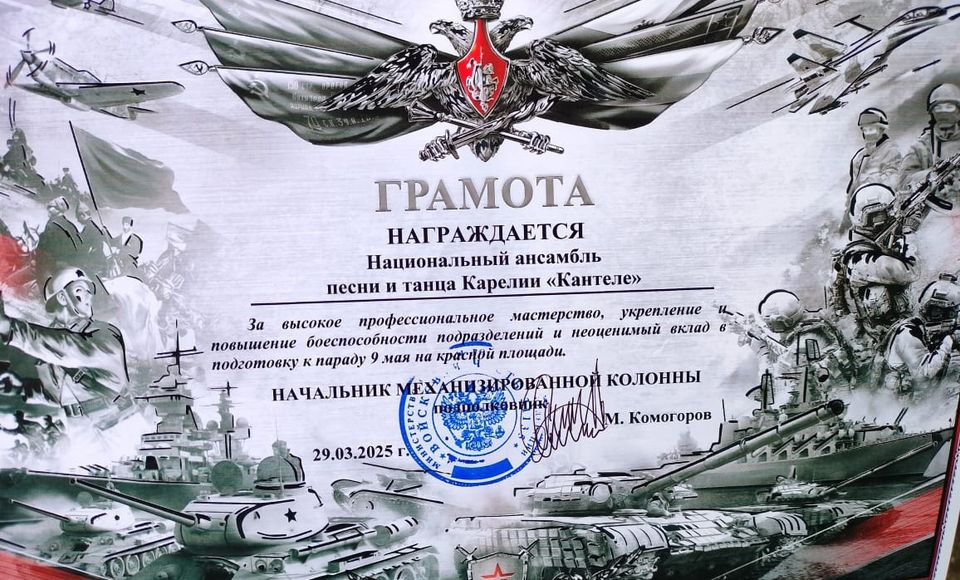 ГРАМОТА
НАГРАЖДАЕТСЯ
Национальный ансамбль
песни и танца Карелии «Кантеле»
За высокое профессиональное мастерство, укрепление и
повышение боеспособности подразделений и неоценимый вклад в
подготовку к параду 9 мая на красной площади.
НАЧАЛЬНИК МЕХАНИЗИРОВАННОЙ КОЛОННЫ
подполковник
М. Комогоров
29.03.2025 г.